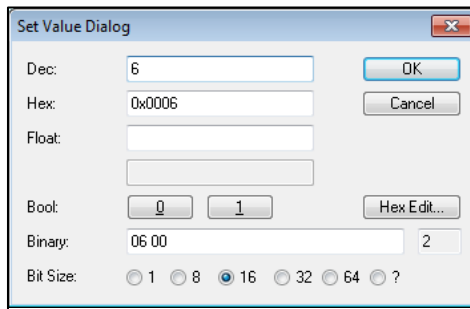 Set Value Dialog
Dec: 6 OK
Hex: 0x0006 Cancel
Float:
Bool: 0 1 Hex Edit...
Binary: 06 00 2
Bit Size: 1 8 16 32 64 ?